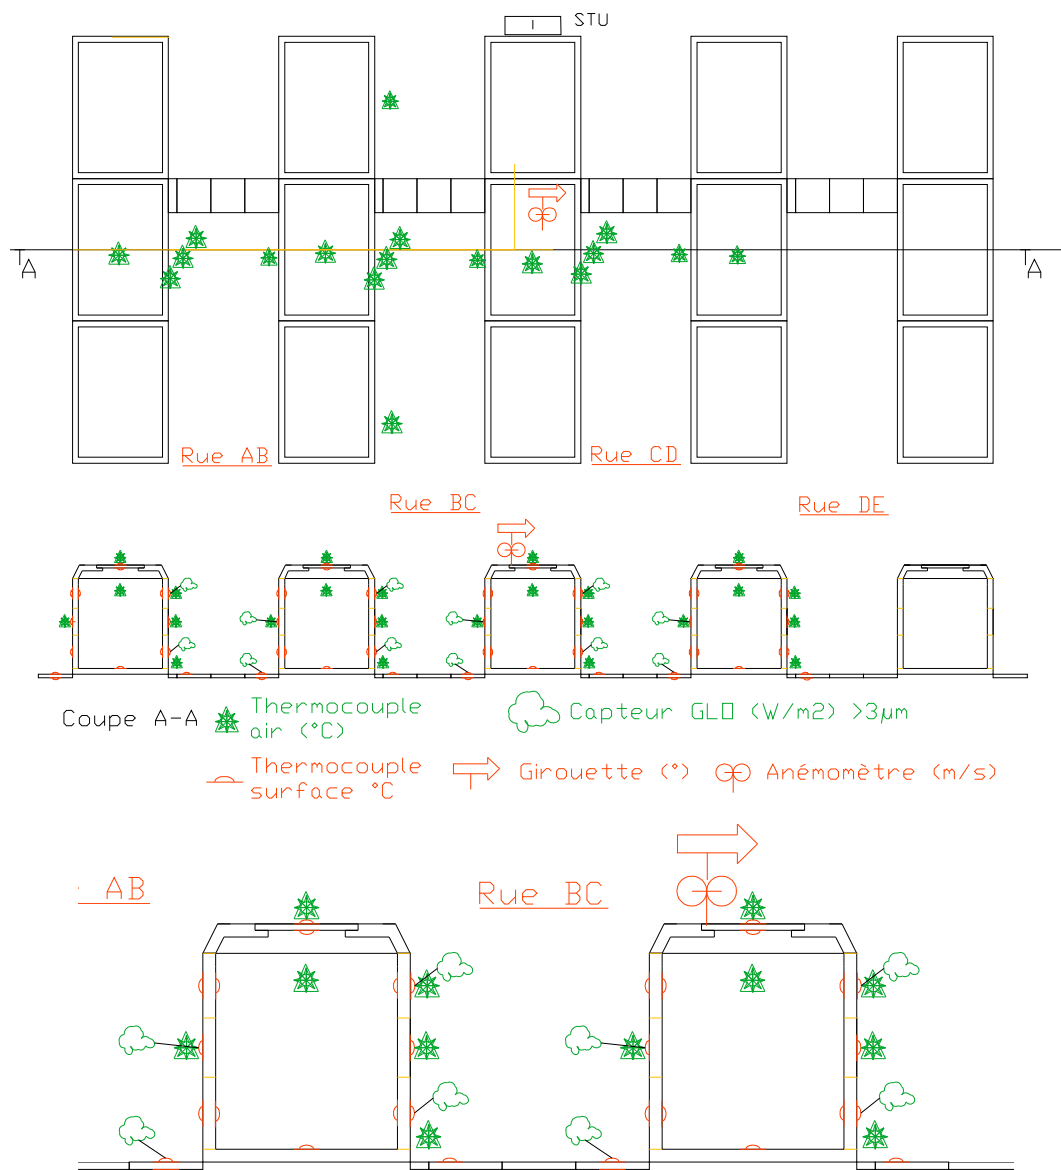 STU
A
A
Rue AB
Rue CD
Rue BC
Rue DE
Coupe A-A
Thermocouple
air (°C)
Capteur GLO (W/m2) >3µm
Thermocouple
surface °C
Girouette (°)
Anémomètre (m/s)
AB
Rue BC